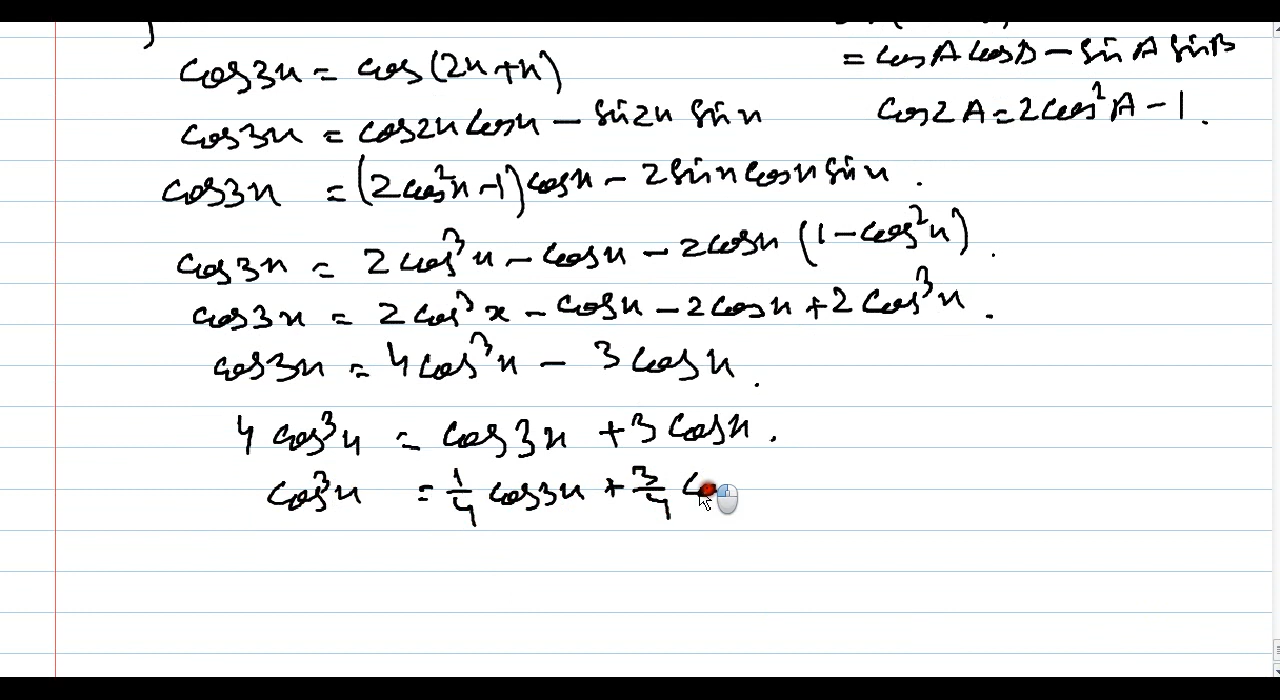 = cosA cosB − sinA sinB
cos2A = 2cos²A − 1.
cos3x = cos(2x+x)
cos3x = cos2x cosx − sin2x sinx
cos3x = (2cos²x −1)cosx − 2sinx cosx sinx.
cos3x = 2cos³x − cosx − 2cosx (1−cos²x).
cos3x = 2cos³x − cosx − 2cosx + 2cos³x.
cos3x = 4cos³x − 3cosx.
4cos³x = cos3x + 3cosx.
cos³x = 1/4 cos3x + 3/4